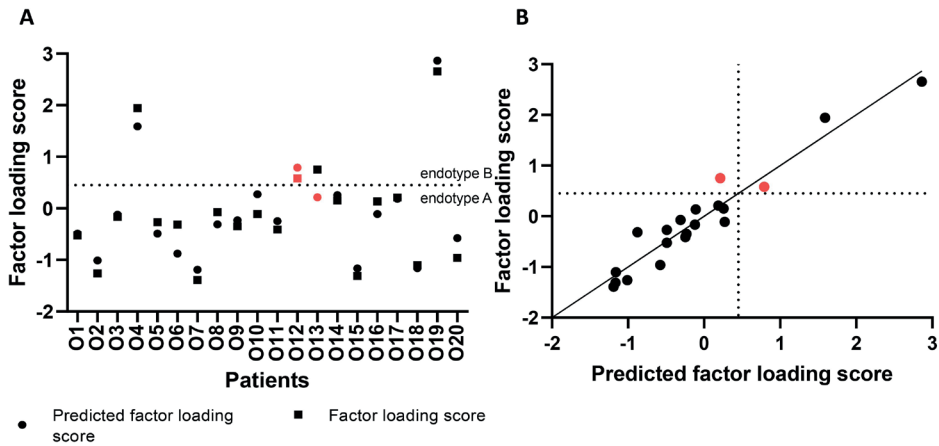 A
Factor loading score
3
2
1
0
-1
-2
endotype B
endotype A
O1
O2
O3
O4
O5
O6
O7
O8
O9
O10
O11
O12
O13
O14
O15
O16
O17
O18
O19
O20
Patients
Predicted factor loading
score
Factor loading score
B
Factor loading score
3
2
1
0
-1
-2
-2 -1 0 1 2 3
Predicted factor loading score